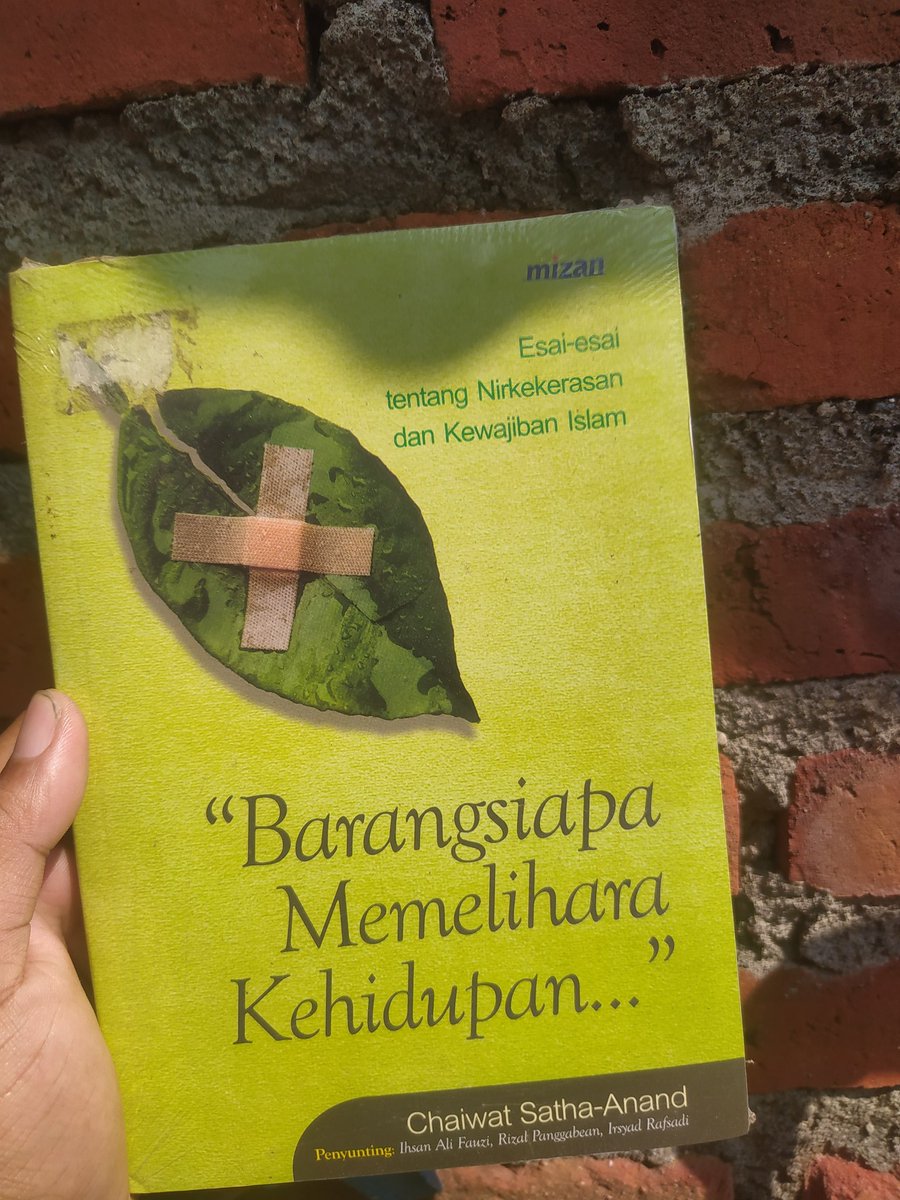 mizan
Esai-esai
tentang Nirkekerasan
dan Kewajiban Islam
“Barangsiapa
Memelihara
Kehidupan...”
Chaiwat Satha-Anand
Penyunting: Ihsan Ali Fauzi, Rizal Panggabean, Irsyad Rafsadi